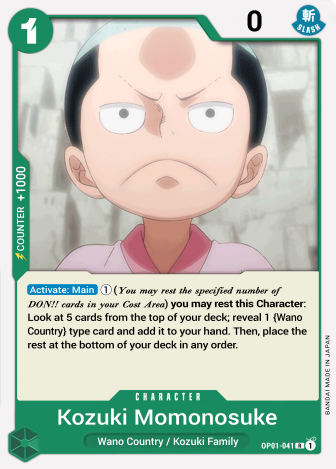 1
0
斬
SLASH
COUNTER +1000
Activate: Main ① (You may rest the specified number of
DON!! cards in your Cost Area) you may rest this Character:
Look at 5 cards from the top of your deck; reveal 1 {Wano
Country} type card and add it to your hand. Then, place the
rest at the bottom of your deck in any order.
BANDAI MADE IN JAPAN
CHARACTER
Kozuki Momonosuke
Wano Country / Kozuki Family
OP01-041 R 1